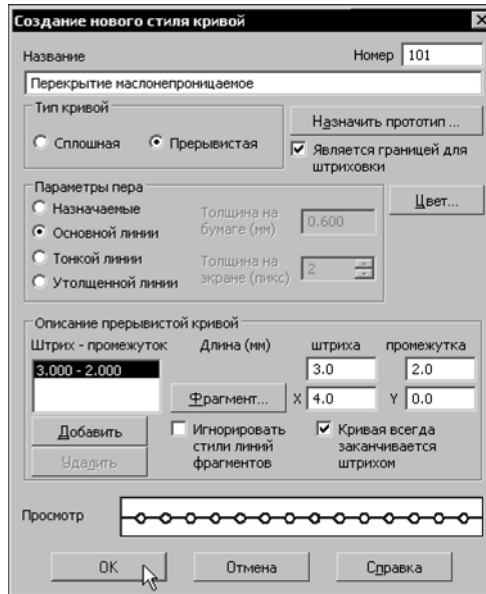 Создание нового стиля кривой
Название
Номер 101
Перекрытие маслонепроницаемое
Тип кривой
Сплошная Прерывистая
Назначить прототип ...
Является границей для
штриховки
Параметры пера
Назначаемые
Основной линии
Тонкой линии
Утолщенной линии
Толщина на
бумаге (мм)
0.600
Толщина на
экране (пикс)
2
Цвет...
Описание прерывистой кривой
Штрих - промежуток Длина (мм) штриха промежутка
3.000 - 2.000
3.0 2.0
Фрагмент... X 4.0 Y 0.0
Добавить
Удалить
Игнорировать
стили линий
фрагментов
Кривая всегда
заканчивается
штрихом
Просмотр
OK Отмена Справка